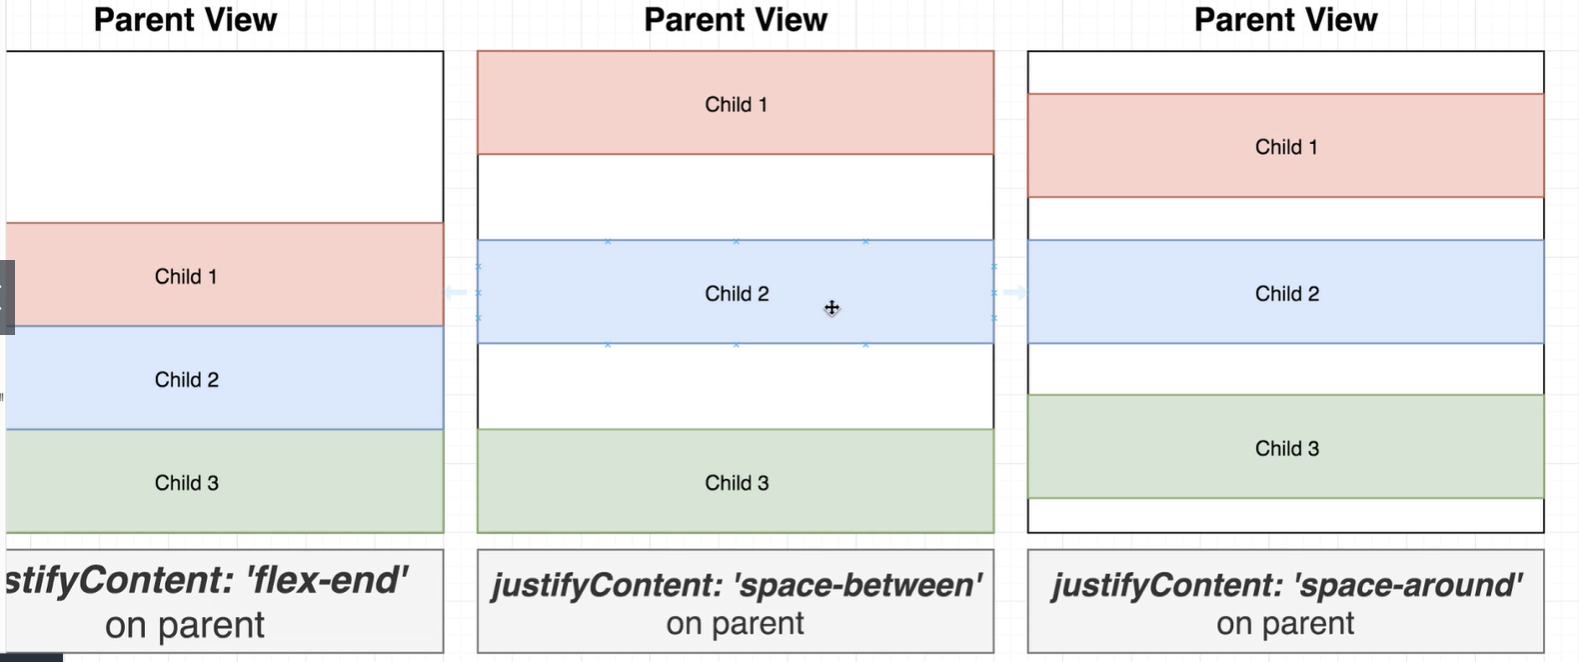 Parent View
Child 1
Child 2
Child 3
stifyContent: 'flex-end'
on parent
Parent View
Child 1
Child 2
Child 3
justifyContent: 'space-between'
on parent
Parent View
Child 1
Child 2
Child 3
justifyContent: 'space-around'
on parent